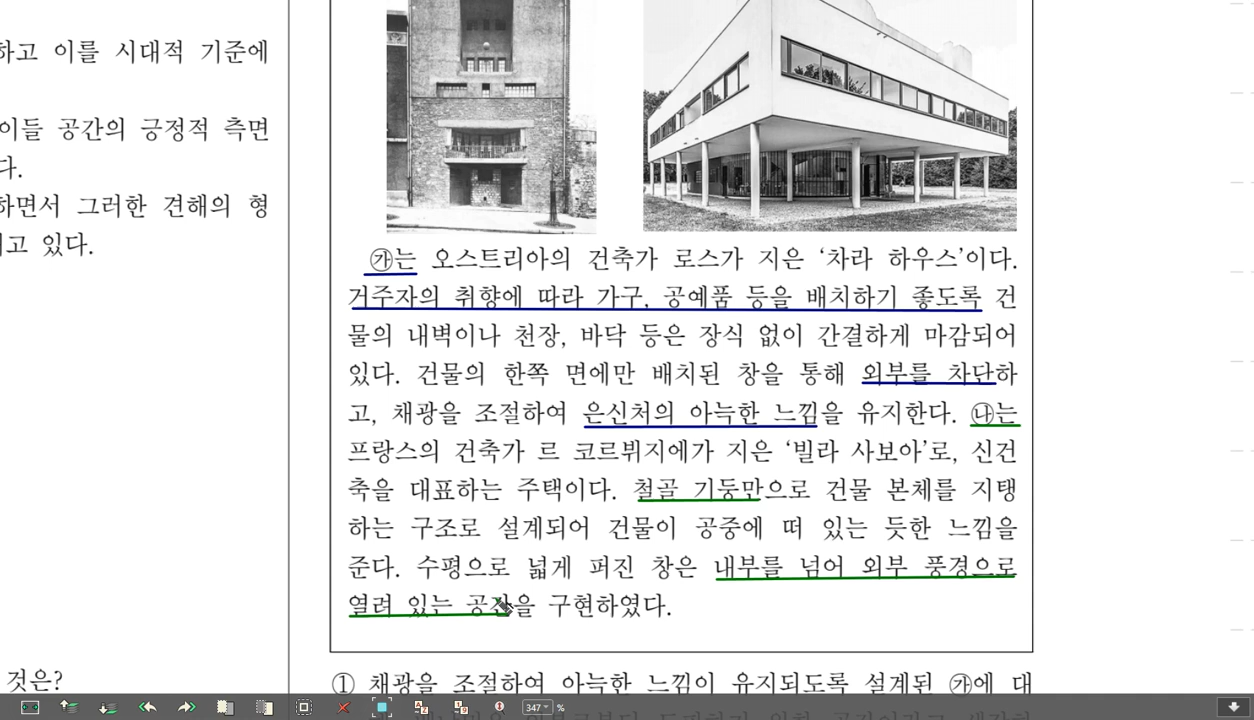 하고 이를 시대적 기준에
이들 공간의 긍정적 측면
다.
하면서 그러한 견해의 형
고 있다.
것은?
㉮는 오스트리아의 건축가 로스가 지은 ‘차라 하우스’이다.
거주자의 취향에 따라 가구, 공예품 등을 배치하기 좋도록 건
물의 내벽이나 천장, 바닥 등은 장식 없이 간결하게 마감되어
있다. 건물의 한쪽 면에만 배치된 창을 통해 외부를 차단하
고, 채광을 조절하여 은신처의 아늑한 느낌을 유지한다. ㉯는
프랑스의 건축가 르 코르뷔지에가 지은 ‘빌라 사보아’로, 신건
축을 대표하는 주택이다. 철골 기둥만으로 건물 본체를 지탱
하는 구조로 설계되어 건물이 공중에 떠 있는 듯한 느낌을
준다. 수평으로 넓게 퍼진 창은 내부를 넘어 외부 풍경으로
열려 있는 공간을 구현하였다.
① 채광을 조절하여 아늑한 느낌이 유지되도록 설계된 ㉮에 대
347 %